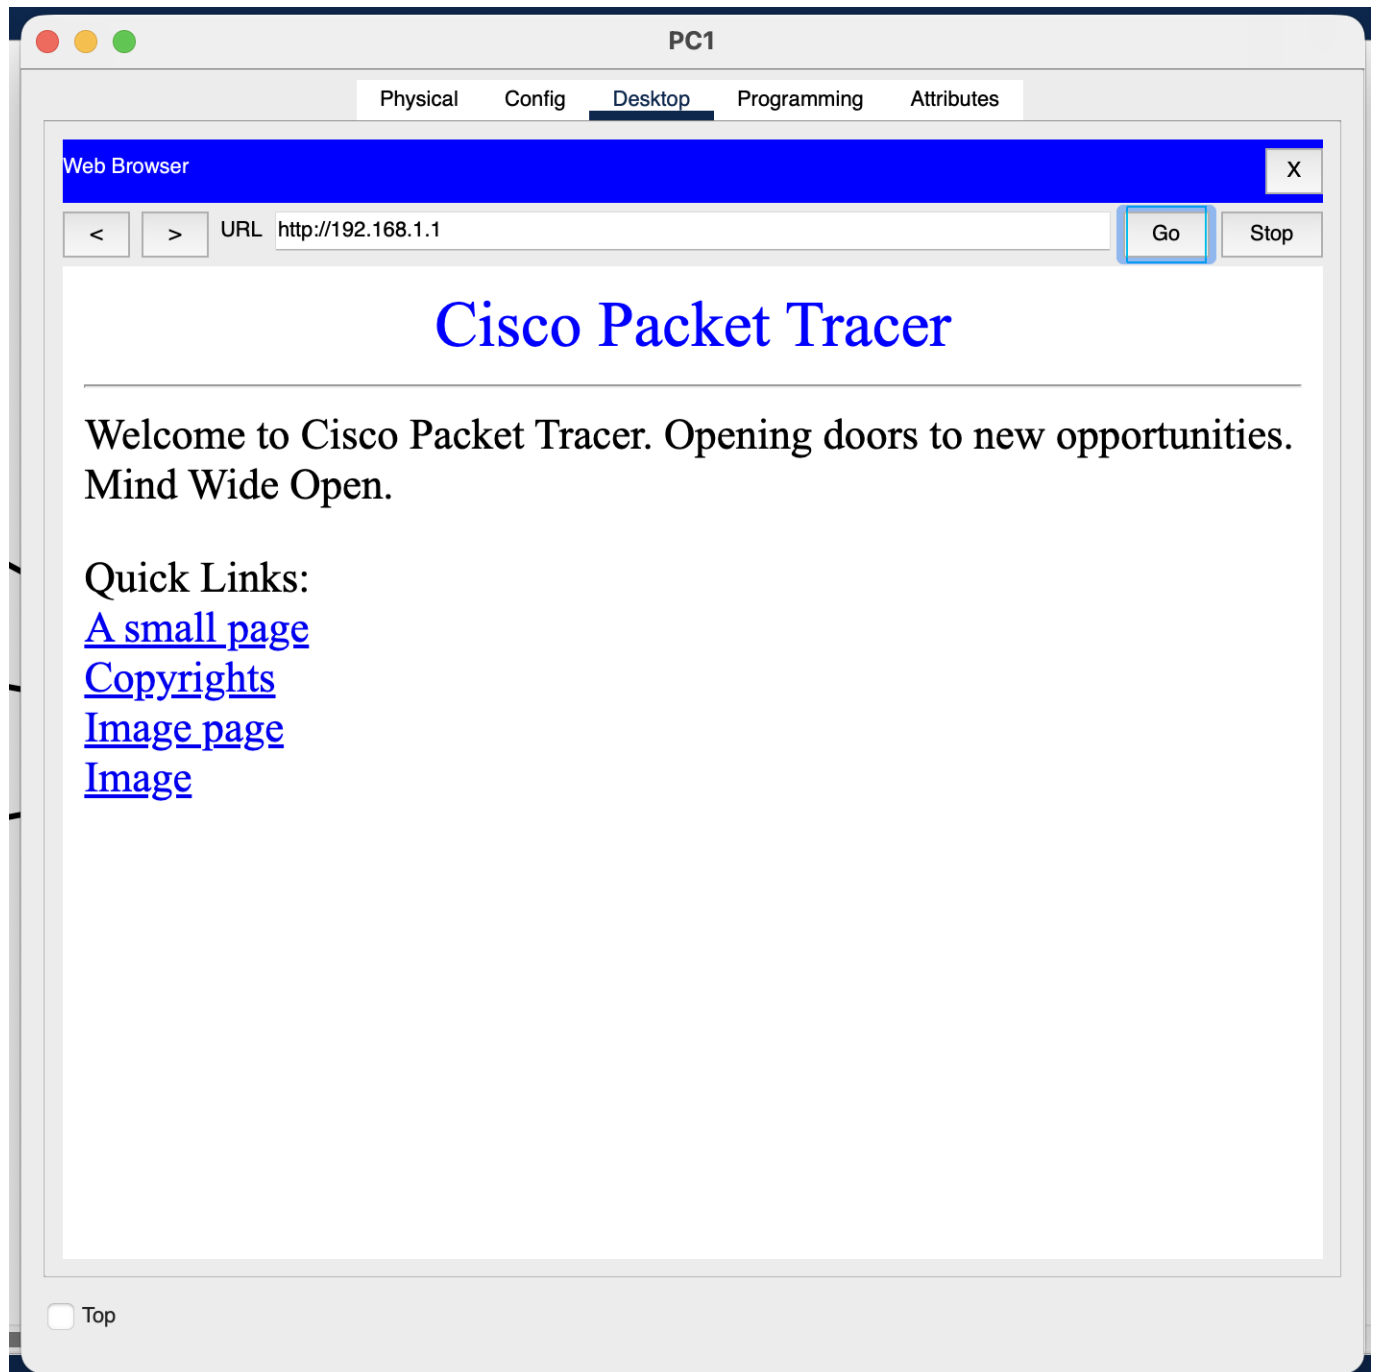 PC1
Physical Config Desktop Programming Attributes
Web Browser X
< > URL http://192.168.1.1 Go Stop
Cisco Packet Tracer
Welcome to Cisco Packet Tracer. Opening doors to new opportunities.
Mind Wide Open.
Quick Links:
A small page
Copyrights
Image page
Image
Top